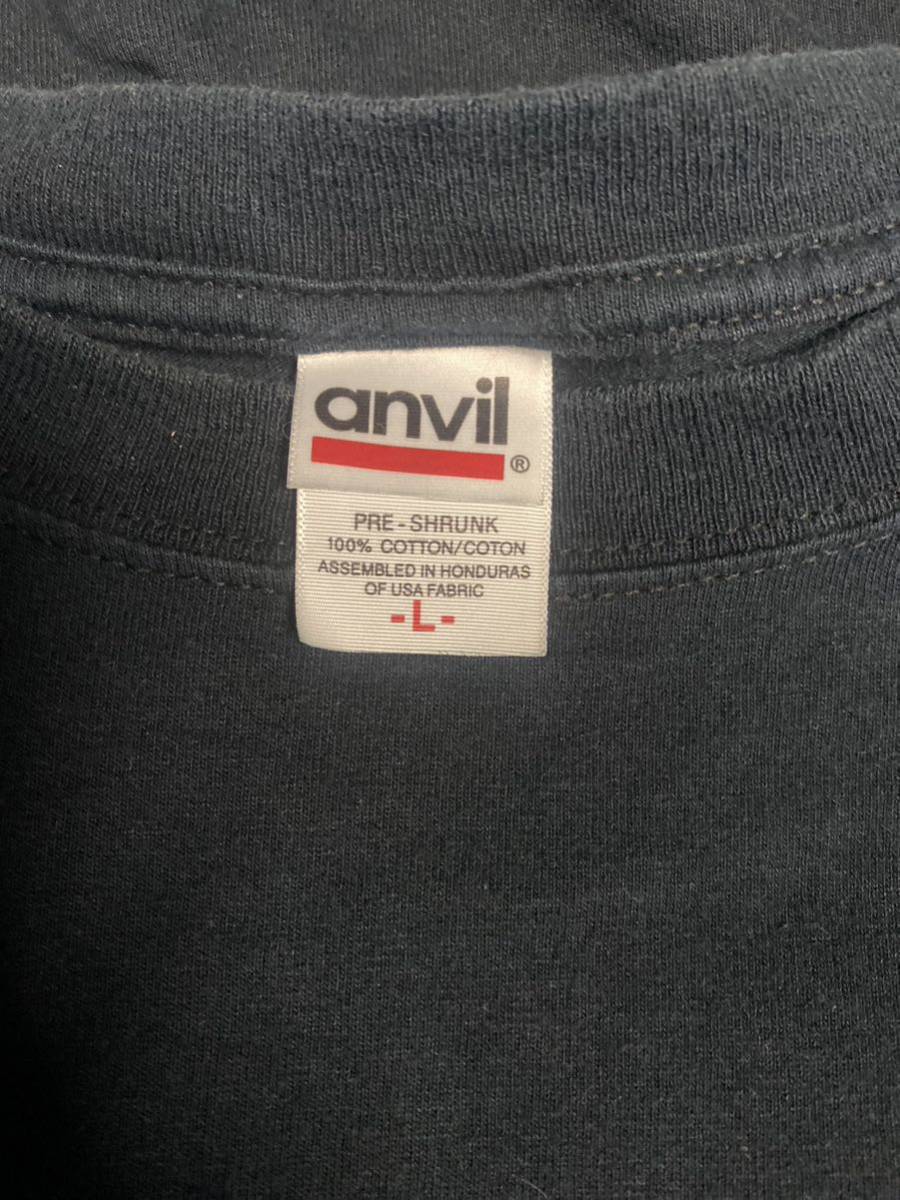 anvil
®
PRE-SHRUNK
100% COTTON/COTON
ASSEMBLED IN HONDURAS
OF USA FABRIC
-L-